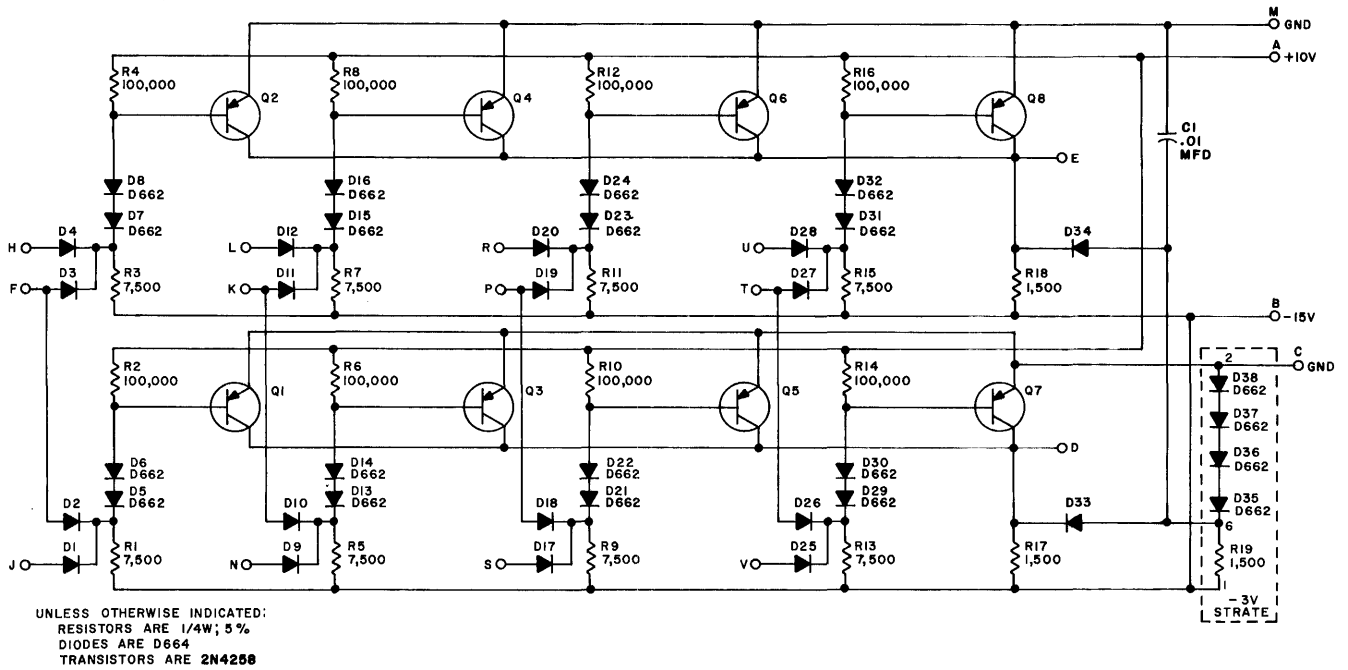 M
GND
A
+10V
R4
100,000
R8
100,000
R12
100,000
R16
100,000
Q2
Q4
Q6
Q8
C1
.01
MFD
E
D8
D662
D16
D662
D24
D662
D32
D662
D7
D662
D15
D662
D23
D662
D31
D662
H
D4
L
D12
R
D20
U
D28
D34
F
D3
R3
7,500
K
D11
R7
7,500
P
D19
R11
7,500
T
D27
R15
7,500
R18
1,500
B
-15V
R2
100,000
R6
100,000
R10
100,000
R14
100,000
2
C
GND
Q1
Q3
Q5
Q7
D38
D662
D37
D662
D
D36
D662
D6
D662
D14
D662
D22
D662
D30
D662
D5
D662
D13
D662
D21
D662
D29
D662
D35
D662
D2
D10
D18
D26
D33
6
J
D1
R1
7,500
N
D9
R5
7,500
S
D17
R9
7,500
V
D25
R13
7,500
R17
1,500
R19
1,500
1
-3V
STRATE
UNLESS OTHERWISE INDICATED:
RESISTORS ARE 1/4W; 5%
DIODES ARE D664
TRANSISTORS ARE 2N4258